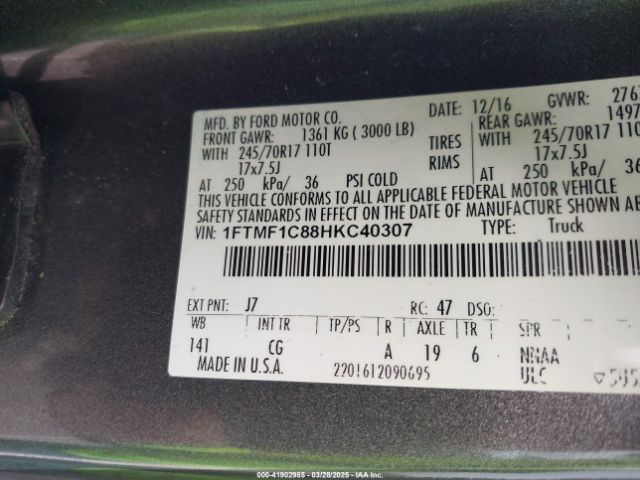 MFD. BY FORD MOTOR CO.
DATE: 12/16 GVWR:
FRONT GAWR: 1361 KG ( 3000 LB) REAR GAWR:
WITH 245/70R17 110T TIRES WITH 245/70R17
17x7.5J RIMS 17x7.5J
AT 250 kPa/ 36 PSI COLD AT 250 kPa/
THIS VEHICLE CONFORMS TO ALL APPLICABLE FEDERAL MOTOR VEHICLE
SAFETY STANDARDS IN EFFECT ON THE DATE OF MANUFACTURE SHOWN
VIN: 1FTMF1C88HKC40307 TYPE: Truck
EXT PNT: J7 RC: 47 DSO:
WB INT TR TP/PS R AXLE TR SPR
141 CG A 19 6 NNAA
MADE IN U.S.A. 2201612090695 ULC
000-41902985 | 03/28/2025 - IAA, Inc.